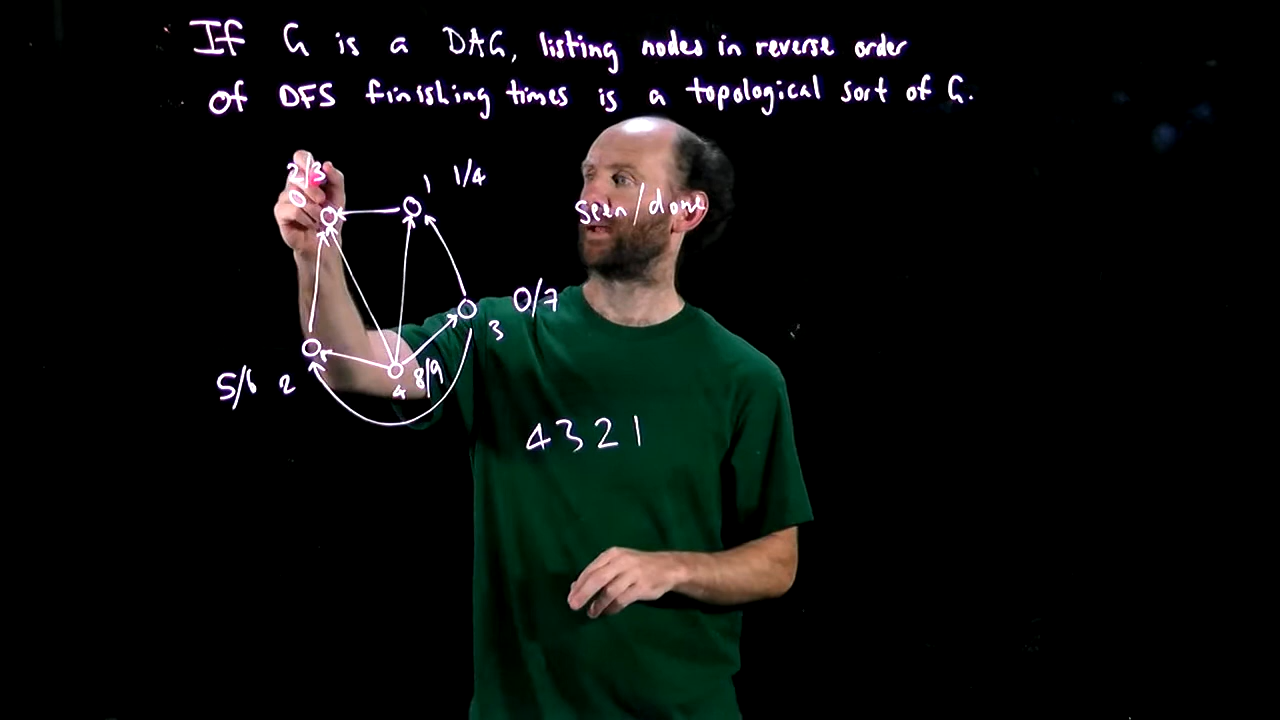 If G is a DAG, listing nodes in reverse order
of DFS finishing times is a topological sort of G.
2/3
0
1 1/4
seen/done
0/7
3
5/6 2
4 8/9
4 3 2 1